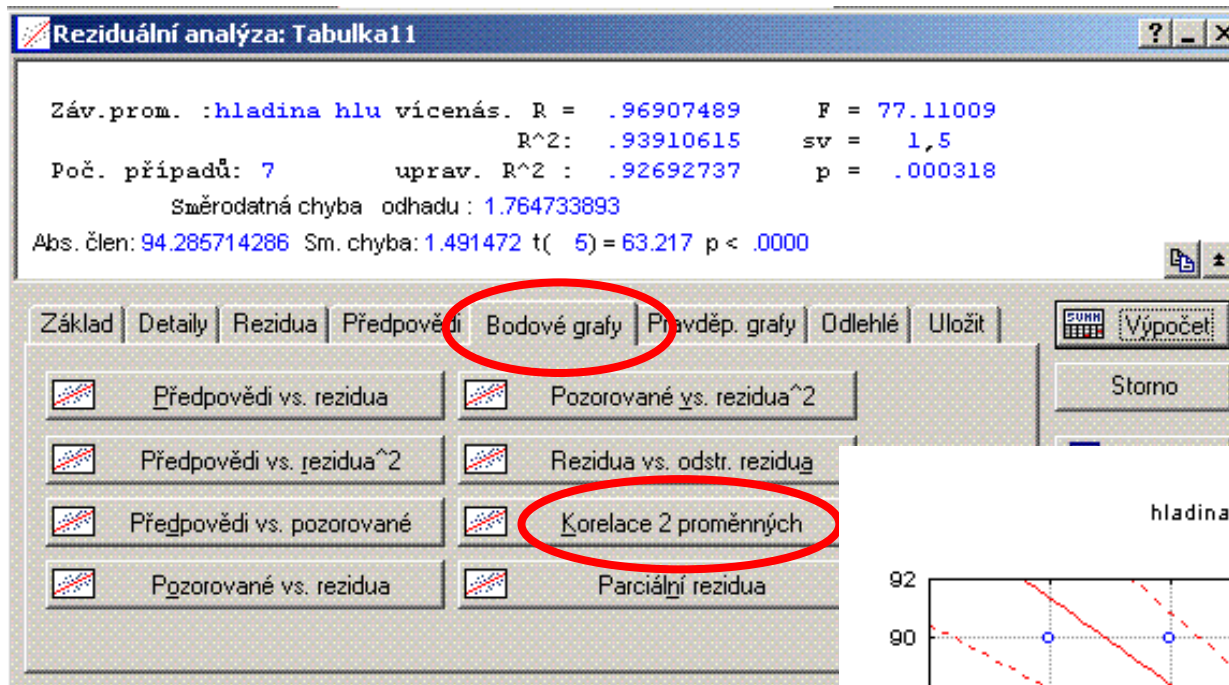 Reziduální analýza: Tabulka11
Záv.prom. :hladina hlu vícenás. R = .96907489 F = 77.11009
R^2: .93910615 sv = 1,5
Poč. případů: 7 uprav. R^2 : .92692737 p = .000318
Směrodatná chyba odhadu : 1.764733893
Abs. člen: 94.285714286 Sm. chyba: 1.491472 t( 5) = 63.217 p < .0000
Základ Detaily Rezidua Předpovědi Bodové grafy Pravděp. grafy Odlehlé Uložit
Výpočet
Předpovědi vs. rezidua Pozorované vs. rezidua^2
Storno
Předpovědi vs. rezidua^2 Rezidua vs. odstr. rezidua
Předpovědi vs. pozorované Korelace 2 proměnných
hladina
Pozorované vs. rezidua Parciální rezidua
92
90